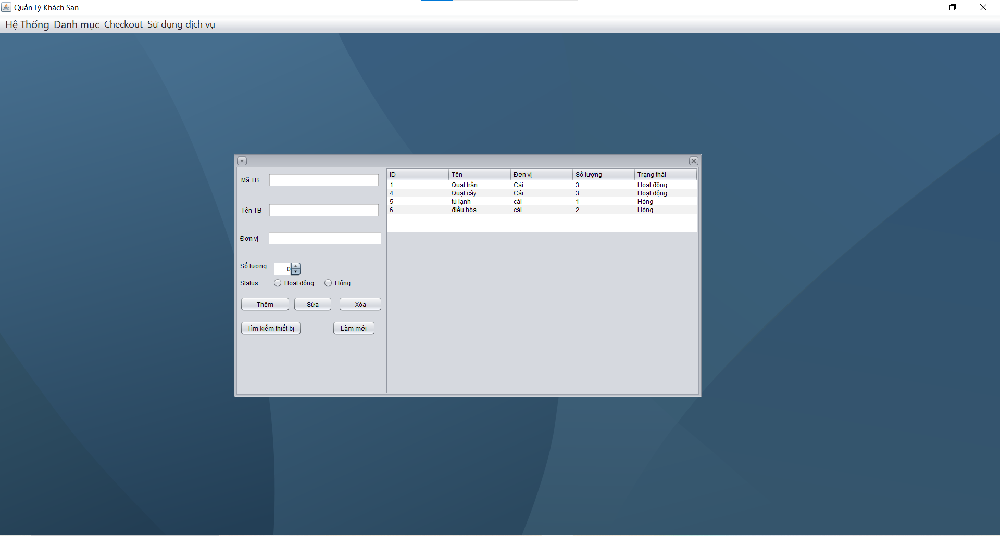 Quản Lý Khách Sạn
Hệ Thống Danh mục Checkout Sử dụng dịch vụ
Mã TB
Tên TB
Đơn vị
Số lượng 0
Status Hoạt động Hỏng
Thêm Sửa Xóa
Tìm kiếm thiết bị Làm mới
ID Tên Đơn vị Số lượng Trạng thái
1 Quạt trần Cái 3 Hoạt động
4 Quạt cây Cái 3 Hoạt động
5 tủ lạnh cái 1 Hỏng
6 điều hòa cái 2 Hỏng